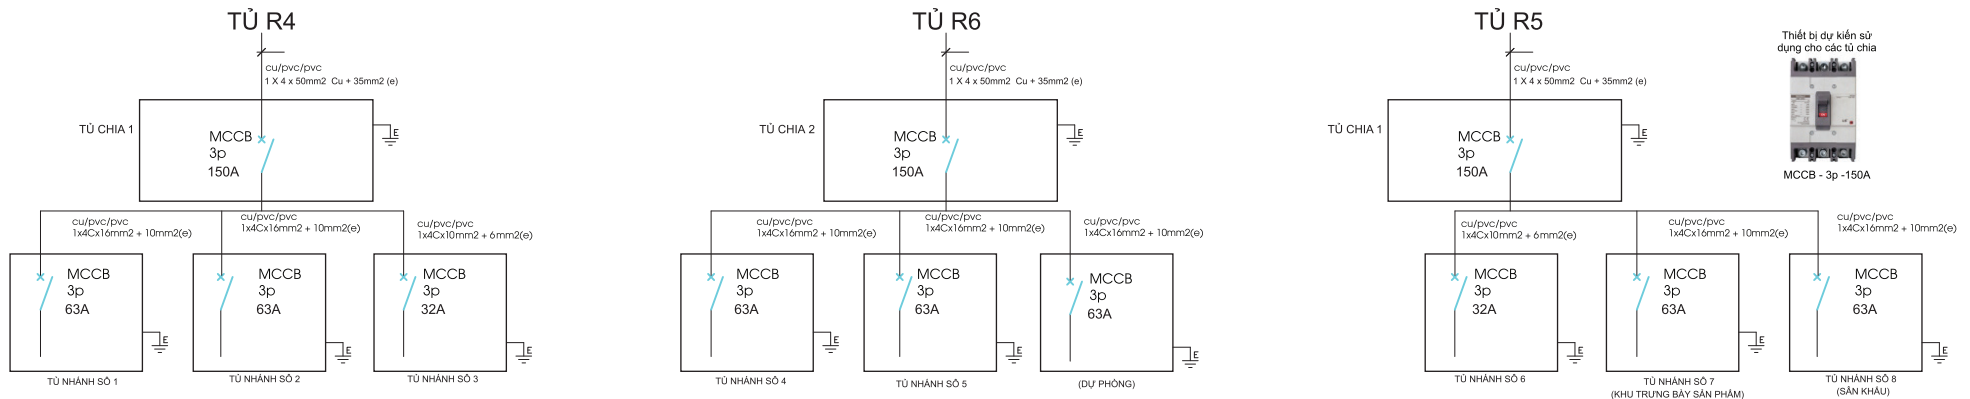 TỦ R4
cu/pvc/pvc
1 X 4 x 50mm2 Cu + 35mm2 (e)
TỦ CHIA 1
MCCB
3p
150A
E
cu/pvc/pvc
1x4Cx16mm2 + 10mm2(e)
cu/pvc/pvc
1x4Cx16mm2 + 10mm2(e)
cu/pvc/pvc
1x4Cx10mm2 + 6mm2(e)
MCCB
3p
63A
E
TỦ NHÁNH SỐ 1
MCCB
3p
63A
E
TỦ NHÁNH SỐ 2
MCCB
3p
32A
E
TỦ NHÁNH SỐ 3
TỦ R6
cu/pvc/pvc
1 X 4 x 50mm2 Cu + 35mm2 (e)
TỦ CHIA 2
MCCB
3p
150A
E
cu/pvc/pvc
1x4Cx16mm2 + 10mm2(e)
cu/pvc/pvc
1x4Cx16mm2 + 10mm2(e)
cu/pvc/pvc
1x4Cx16mm2 + 10mm2(e)
MCCB
3p
63A
E
TỦ NHÁNH SỐ 4
MCCB
3p
63A
E
TỦ NHÁNH SỐ 5
MCCB
3p
63A
E
(DỰ PHÒNG)
TỦ R5
cu/pvc/pvc
1 X 4 x 50mm2 Cu + 35mm2 (e)
TỦ CHIA 1
MCCB
3p
150A
E
cu/pvc/pvc
1x4Cx10mm2 + 6mm2(e)
cu/pvc/pvc
1x4Cx16mm2 + 10mm2(e)
cu/pvc/pvc
1x4Cx16mm2 + 10mm2(e)
MCCB
3p
32A
E
TỦ NHÁNH SỐ 6
MCCB
3p
63A
E
TỦ NHÁNH SỐ 7
(KHU TRƯNG BÀY SẢN PHẨM)
MCCB
3p
63A
E
TỦ NHÁNH SỐ 8
(SÂN KHẤU)
Thiết bị dự kiến sử
dụng cho các tủ chia
MCCB - 3p -150A